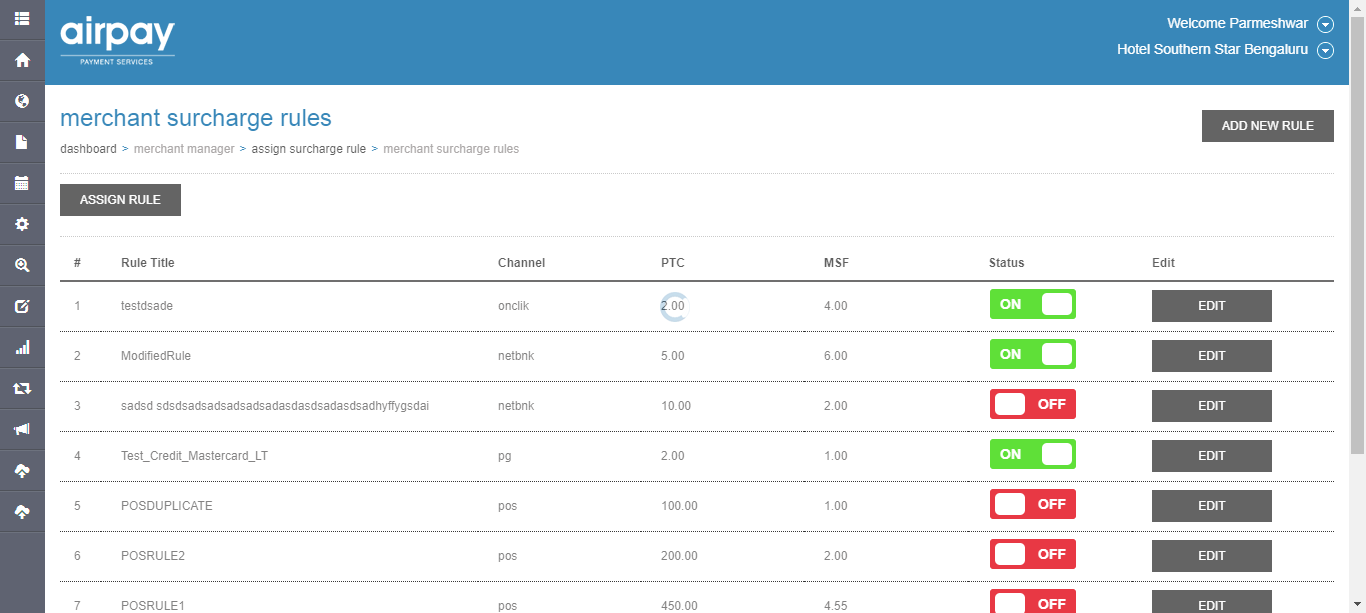 airpay
PAYMENT SERVICES
Welcome Parmeshwar
Hotel Southern Star Bengaluru
merchant surcharge rules
ADD NEW RULE
dashboard > merchant manager > assign surcharge rule > merchant surcharge rules
ASSIGN RULE
# Rule Title Channel PTC MSF Status Edit
1 testdsade onclik 2.00 4.00 ON EDIT
2 ModifiedRule netbnk 5.00 6.00 ON EDIT
3 sadsd sdsdsadsadsadsadsadasdasdsadasdsadhyffygsdai netbnk 10.00 2.00 OFF EDIT
4 Test_Credit_Mastercard_LT pg 2.00 1.00 ON EDIT
5 POSDUPLICATE pos 100.00 1.00 OFF EDIT
6 POSRULE2 pos 200.00 2.00 OFF EDIT
7 POSRULE1 pos 450.00 4.55 OFF EDIT